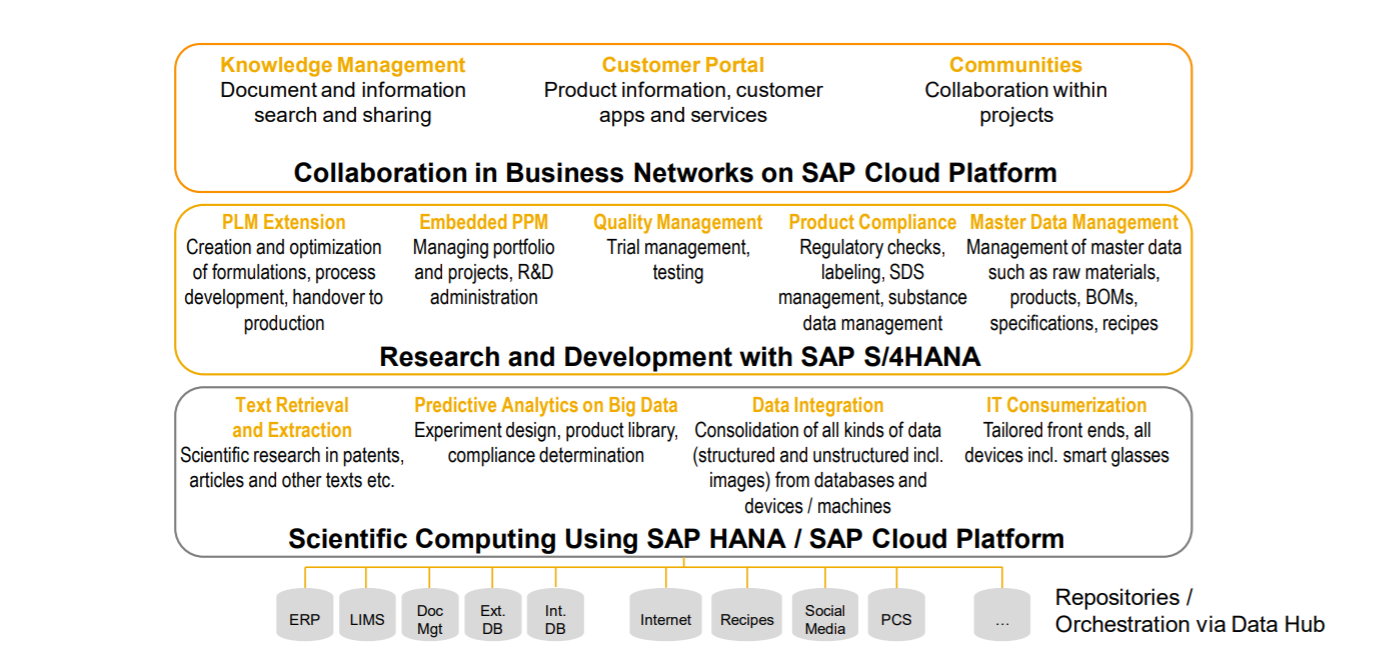 Knowledge Management
Document and information
search and sharing
Customer Portal
Product information, customer
apps and services
Communities
Collaboration within
projects
Collaboration in Business Networks on SAP Cloud Platform
PLM Extension
Creation and optimization
of formulations, process
development, handover to
production
Embedded PPM
Managing portfolio
and projects, R&D
administration
Quality Management
Trial management,
testing
Product Compliance
Regulatory checks,
labeling, SDS
management, substance
data management
Master Data Management
Management of master data
such as raw materials,
products, BOMs,
specifications, recipes
Research and Development with SAP S/4HANA
Text Retrieval
and Extraction
Scientific research in patents,
articles and other texts etc.
Predictive Analytics on Big Data
Experiment design, product library,
compliance determination
Data Integration
Consolidation of all kinds of data
(structured and unstructured incl.
images) from databases and
devices / machines
IT Consumerization
Tailored front ends, all
devices incl. smart glasses
Scientific Computing Using SAP HANA / SAP Cloud Platform
ERP
LIMS
Doc
Mgt
Ext.
DB
Int.
DB
Internet
Recipes
Social
Media
PCS
...
Repositories /
Orchestration via Data Hub